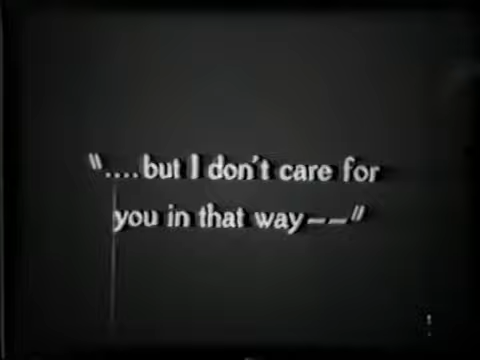 "....but I don't care for
you in that way--"